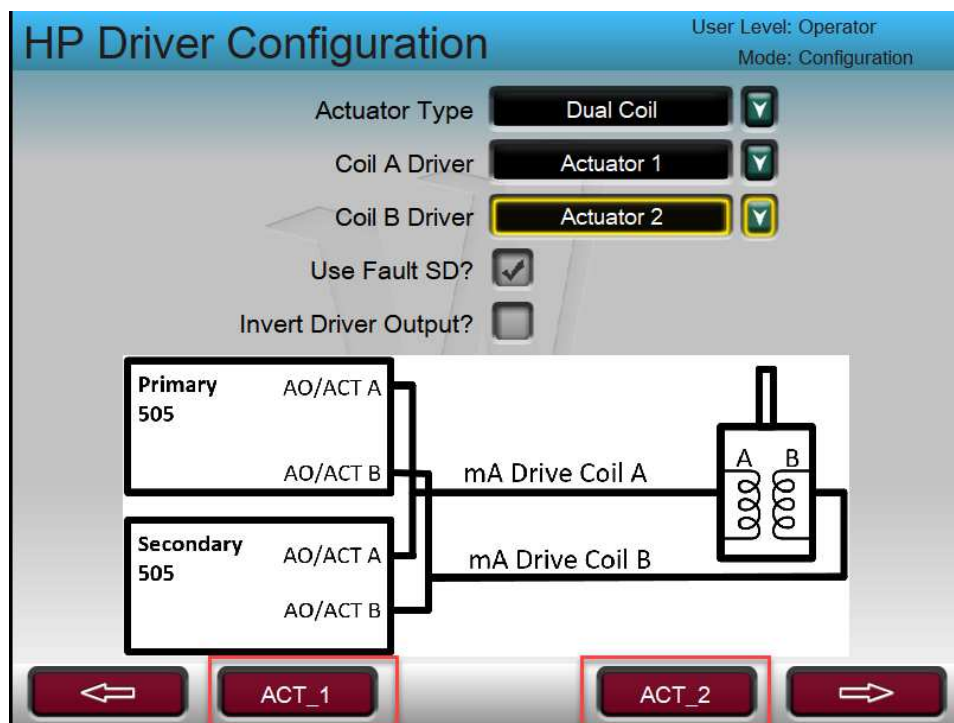 HP Driver Configuration
User Level: Operator
Mode: Configuration
Actuator Type Dual Coil
Coil A Driver Actuator 1
Coil B Driver Actuator 2
Use Fault SD?
Invert Driver Output?
Primary
505
AO/ACT A
AO/ACT B
mA Drive Coil A
A B
Secondary
505
AO/ACT A
AO/ACT B
mA Drive Coil B
ACT_1 ACT_2